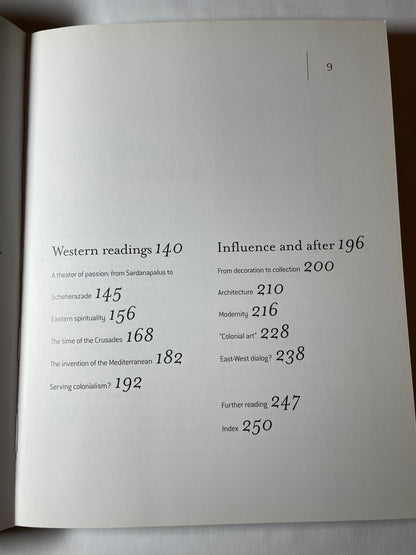 9
Western readings 140
A theater of passion: from Sardanapalus to
Scheherazade 145
Eastern spirituality 156
The time of the Crusades 168
The invention of the Mediterranean 182
Serving colonialism? 192
Influence and after 196
From decoration to collection 200
Architecture 210
Modernity 216
"Colonial art" 228
East-West dialog? 238
Further reading 247
Index 250